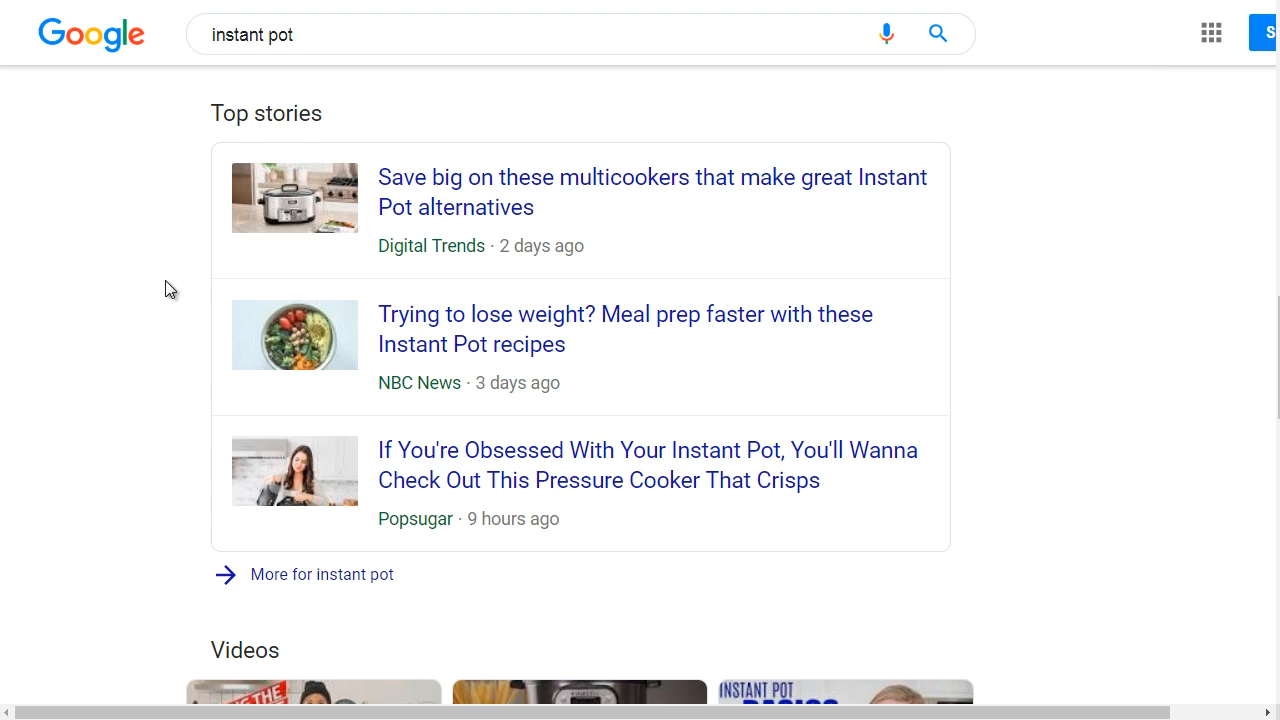 Google
instant pot
S
Top stories
Save big on these multicookers that make great Instant
Pot alternatives
Digital Trends · 2 days ago
Trying to lose weight? Meal prep faster with these
Instant Pot recipes
NBC News · 3 days ago
If You're Obsessed With Your Instant Pot, You'll Wanna
Check Out This Pressure Cooker That Crisps
Popsugar · 9 hours ago
More for instant pot
Videos
THE
INSTANT POT